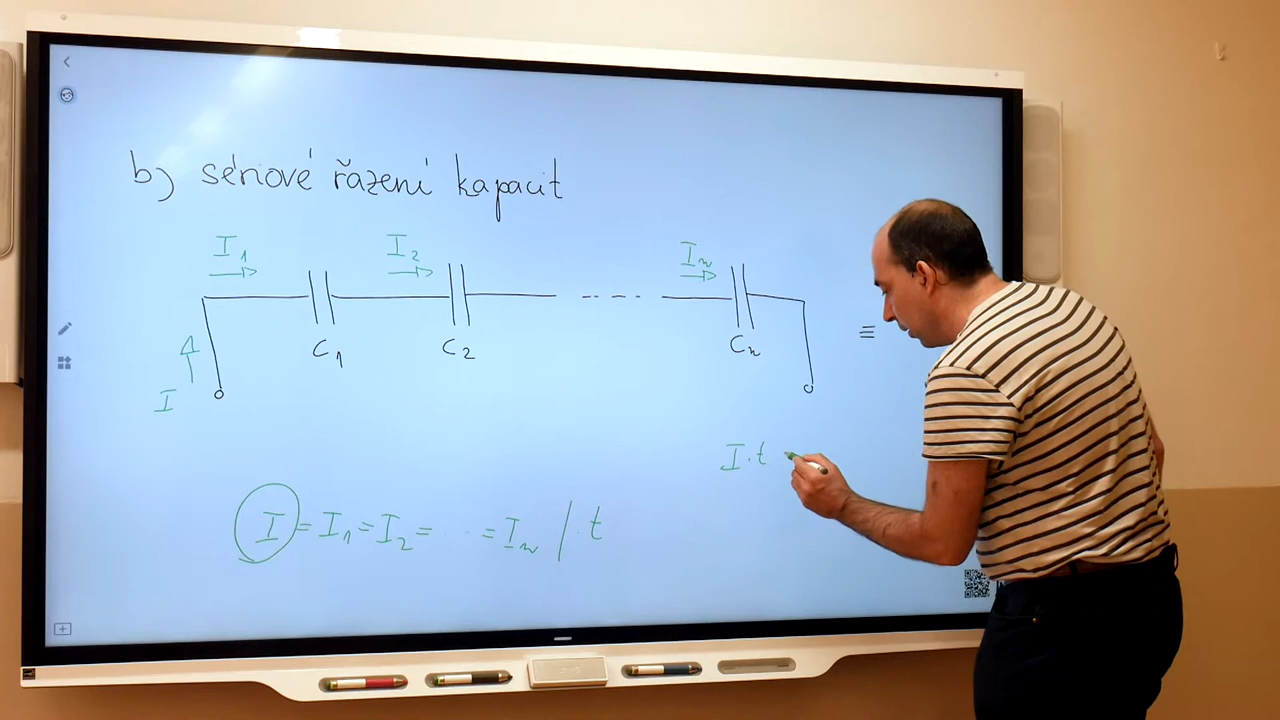 b) sériové řazení kapacit
I₁ I₂ Iₙ
C₁ C₂ Cₙ ≡
I
I·t
I = I₁ = I₂ = ... = Iₙ / ·t